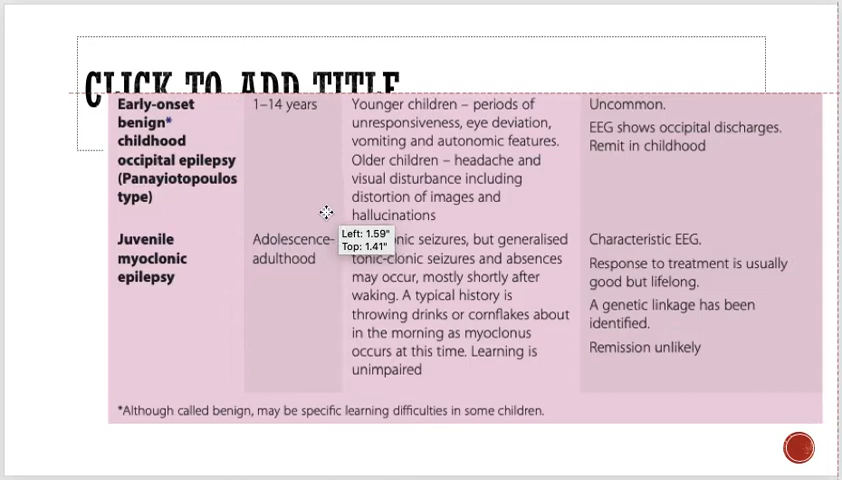 CLICK TO ADD TITLE
Early-onset
benign*
childhood
occipital epilepsy
(Panayiotopoulos
type)
1–14 years
Younger children – periods of
unresponsiveness, eye deviation,
vomiting and autonomic features.
Older children – headache and
visual disturbance including
distortion of images and
hallucinations
Uncommon.
EEG shows occipital discharges.
Remit in childhood
Juvenile
myoclonic
epilepsy
Adolescence-
adulthood
onic seizures, but generalised
tonic-clonic seizures and absences
may occur, mostly shortly after
waking. A typical history is
throwing drinks or cornflakes about
in the morning as myoclonus
occurs at this time. Learning is
unimpaired
Characteristic EEG.
Response to treatment is usually
good but lifelong.
A genetic linkage has been
identified.
Remission unlikely
Left: 1.59"
Top: 1.41"
*Although called benign, may be specific learning difficulties in some children.